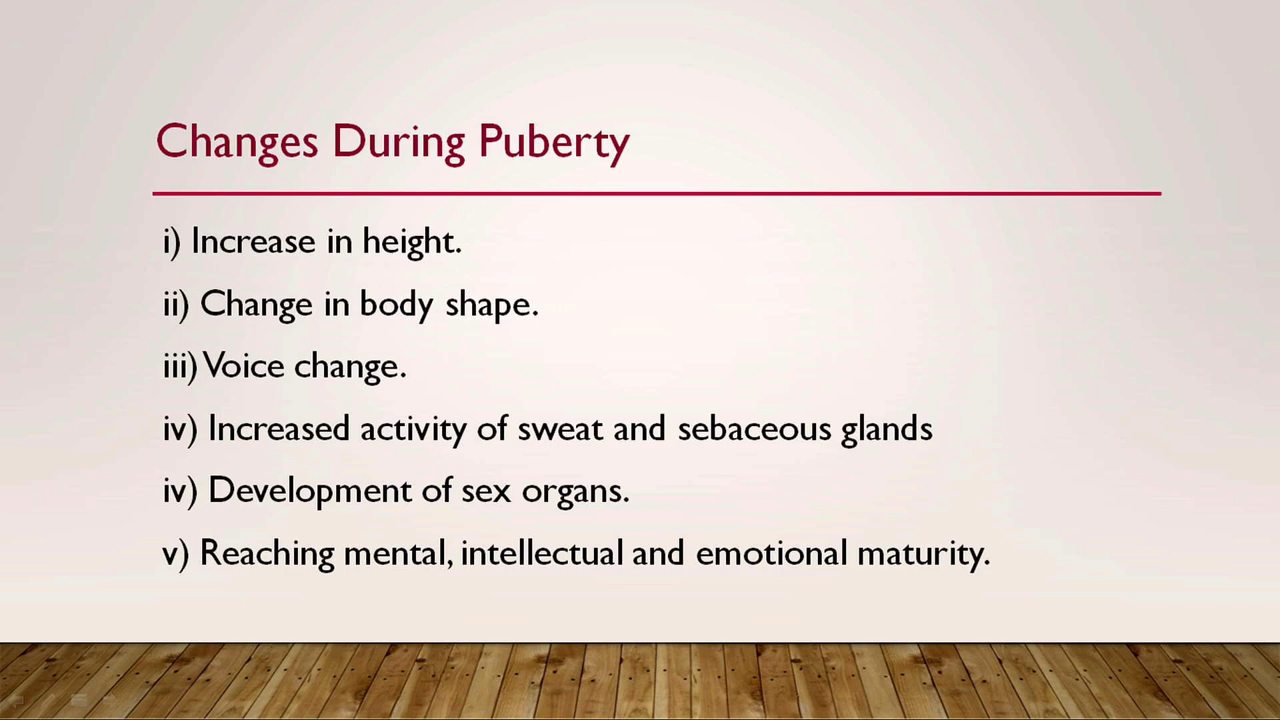 Changes During Puberty
i) Increase in height.
ii) Change in body shape.
iii) Voice change.
iv) Increased activity of sweat and sebaceous glands
iv) Development of sex organs.
v) Reaching mental, intellectual and emotional maturity.